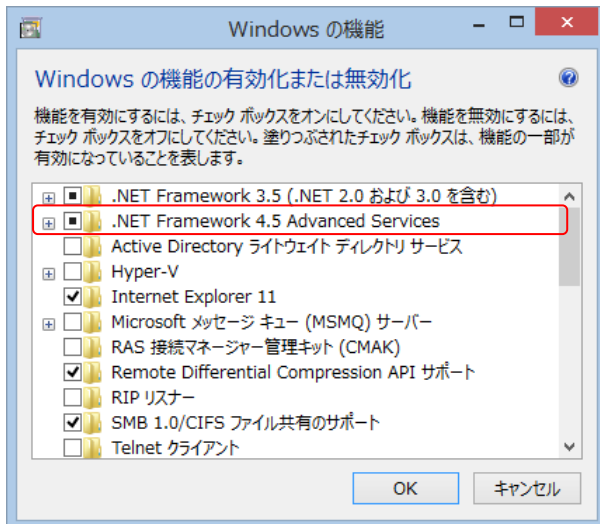 Windows の機能
Windows の機能の有効化または無効化
機能を有効にするには、チェック ボックスをオンにしてください。機能を無効にするには、
チェック ボックスをオフにしてください。塗りつぶされたチェック ボックスは、機能の一部が
有効になっていることを表します。
.NET Framework 3.5 (.NET 2.0 および 3.0 を含む)
.NET Framework 4.5 Advanced Services
Active Directory ライトウェイト ディレクトリ サービス
Hyper-V
Internet Explorer 11
Microsoft メッセージ キュー (MSMQ) サーバー
RAS 接続マネージャー管理キット (CMAK)
Remote Differential Compression API サポート
RIP リスナー
SMB 1.0/CIFS ファイル共有のサポート
Telnet クライアント
OK キャンセル